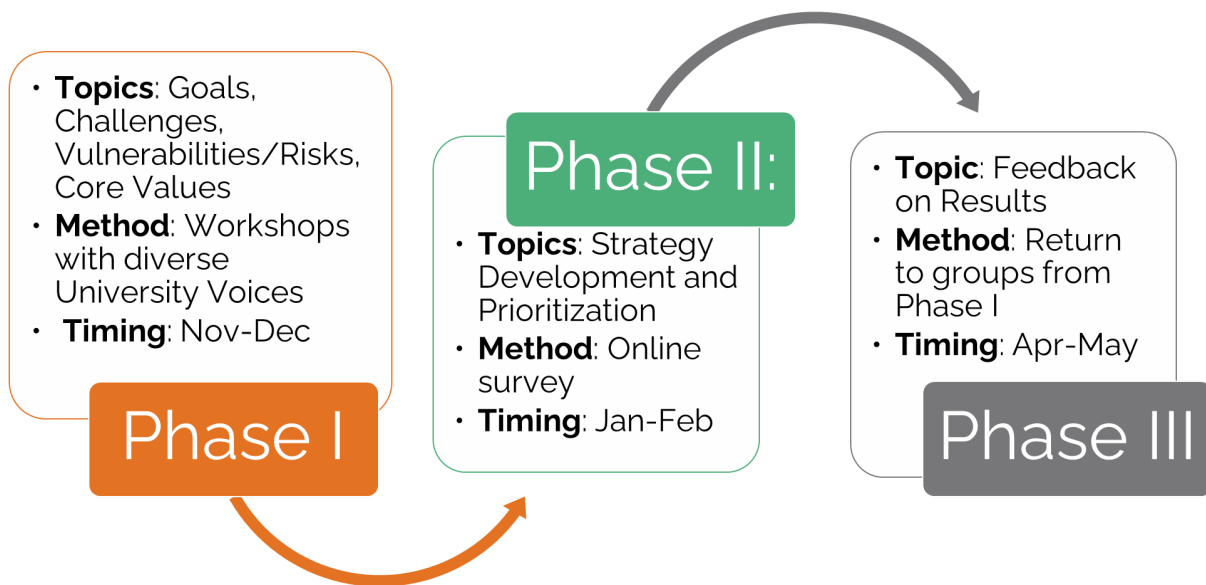 • Topics: Goals,
Challenges,
Vulnerabilities/Risks,
Core Values
• Method: Workshops
with diverse
University Voices
• Timing: Nov-Dec
Phase I
Phase II:
• Topics: Strategy
Development and
Prioritization
• Method: Online
survey
• Timing: Jan-Feb
• Topic: Feedback
on Results
• Method: Return
to groups from
Phase I
• Timing: Apr-May
Phase III